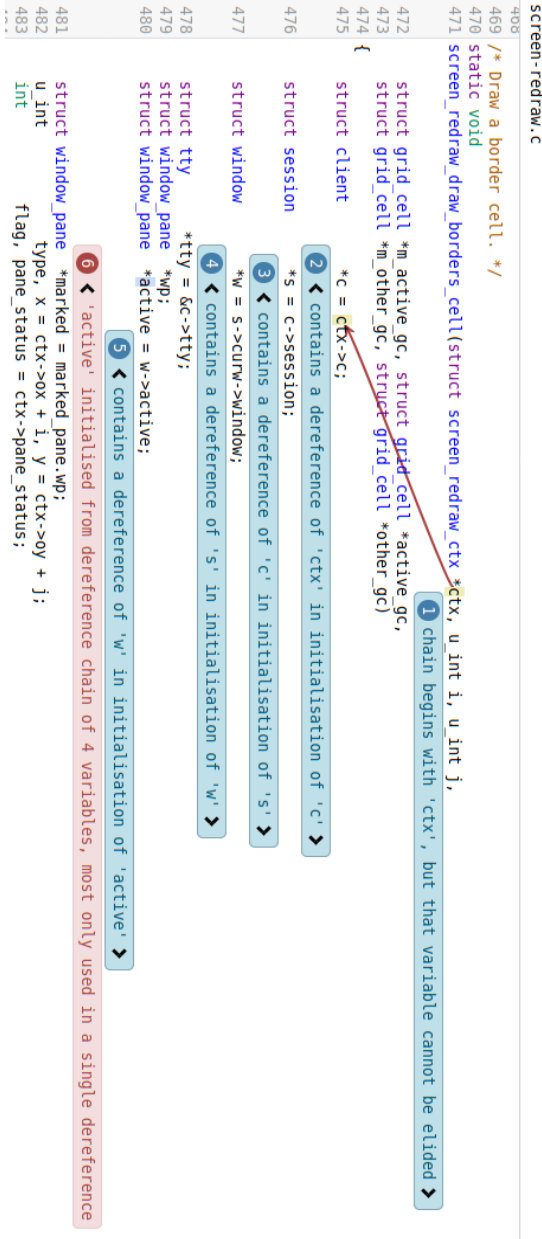 screen-redraw.c
468
469 /* Draw a border cell. */
470 static void
471 screen_redraw_draw_borders_cell(struct screen_redraw_ctx *ctx, u_int i, u_int j,
1 chain begins with 'ctx', but that variable cannot be elided ❯
472 struct grid_cell *m_active_gc, struct grid_cell *active_gc,
473 struct grid_cell *m_other_gc, struct grid_cell *other_gc)
474 {
475 struct client *c = ctx->c;
2 ❮ contains a dereference of 'ctx' in initialisation of 'c' ❯
476 struct session *s = c->session;
3 ❮ contains a dereference of 'c' in initialisation of 's' ❯
477 struct window *w = s->curw->window;
4 ❮ contains a dereference of 's' in initialisation of 'w' ❯
478 struct tty *tty = &c->tty;
479 struct window_pane *wp;
480 struct window_pane *active = w->active;
5 ❮ contains a dereference of 'w' in initialisation of 'active' ❯
6 ❮ 'active' initialised from dereference chain of 4 variables, most only used in a single dereference
481 struct window_pane *marked = marked_pane.wp;
482 u_int type, x = ctx->ox + i, y = ctx->oy + j;
483 int flag, pane_status = ctx->pane_status;